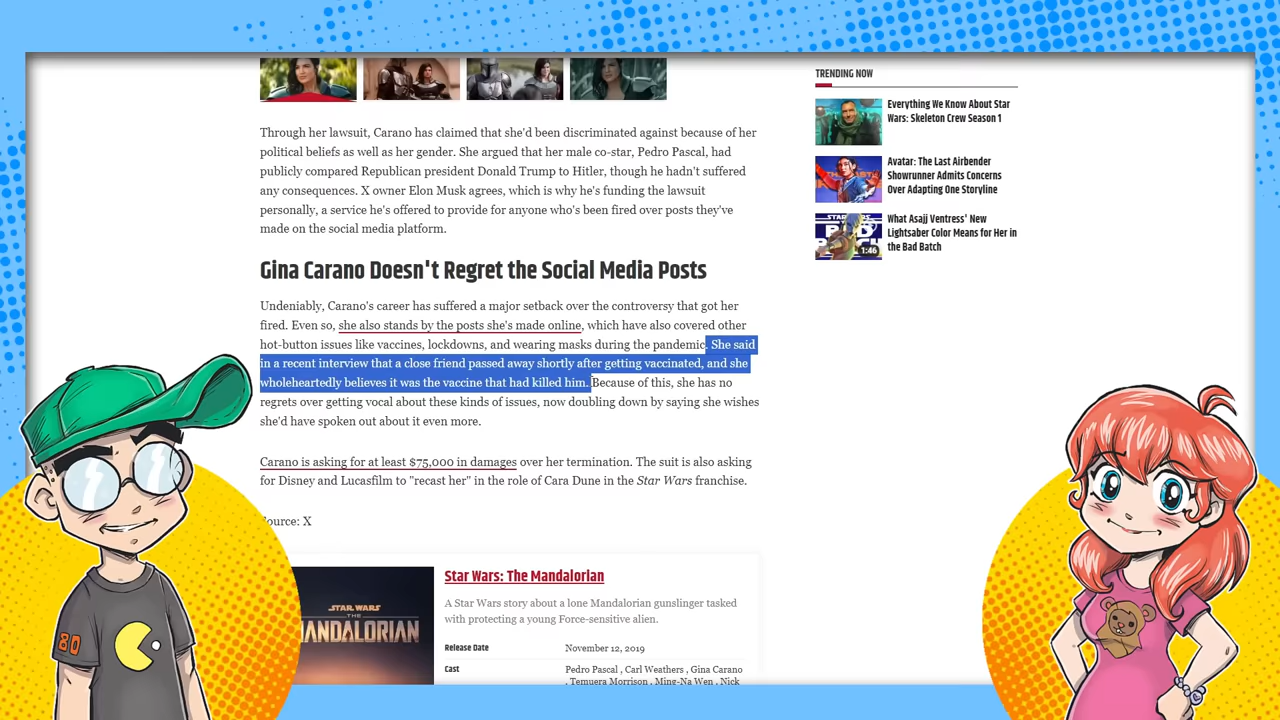 Through her lawsuit, Carano has claimed that she'd been discriminated against because of her
political beliefs as well as her gender. She argued that her male co-star, Pedro Pascal, had
publicly compared Republican president Donald Trump to Hitler, though he hadn't suffered
any consequences. X owner Elon Musk agrees, which is why he's funding the lawsuit
personally, a service he's offered to provide for anyone who's been fired over posts they've
made on the social media platform.
Gina Carano Doesn't Regret the Social Media Posts
Undeniably, Carano's career has suffered a major setback over the controversy that got her
fired. Even so, she also stands by the posts she's made online, which have also covered other
hot-button issues like vaccines, lockdowns, and wearing masks during the pandemic. She said
in a recent interview that a close friend passed away shortly after getting vaccinated, and she
wholeheartedly believes it was the vaccine that had killed him. Because of this, she has no
regrets over getting vocal about these kinds of issues, now doubling down by saying she wishes
she'd have spoken out about it even more.
Carano is asking for at least $75,000 in damages over her termination. The suit is also asking
for Disney and Lucasfilm to "recast her" in the role of Cara Dune in the Star Wars franchise.
ource: X
STAR WARS
THE
MANDALORIAN
Star Wars: The Mandalorian
A Star Wars story about a lone Mandalorian gunslinger tasked
with protecting a young Force-sensitive alien.
Release Date November 12, 2019
Cast Pedro Pascal , Carl Weathers , Gina Carano
, Temuera Morrison , Ming-Na Wen , Nick
TRENDING NOW
Everything We Know About Star
Wars: Skeleton Crew Season 1
Avatar: The Last Airbender
Showrunner Admits Concerns
Over Adapting One Storyline
What Asajj Ventress' New
Lightsaber Color Means for Her in
the Bad Batch
1:46
80